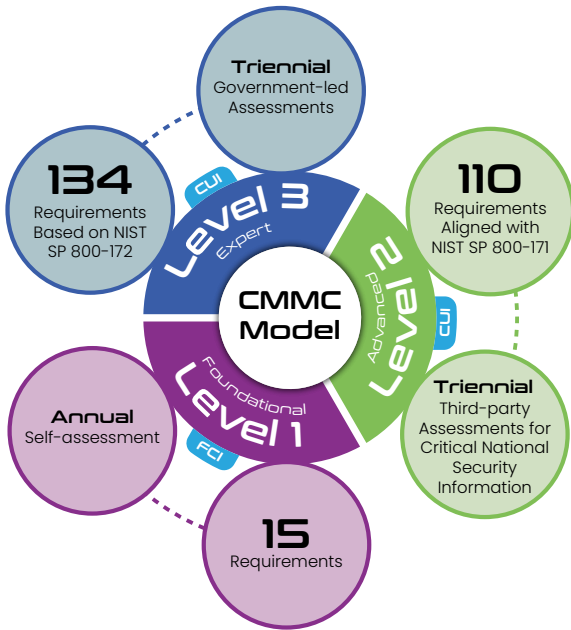 Triennial
Government-led
Assessments
134
Requirements
Based on NIST
SP 800-172
CUI
Level 3
Expert
110
Requirements
Aligned with
NIST SP 800-171
CMMC
Model
Level 2
Advanced
CUI
Triennial
Third-party
Assessments for
Critical National
Security
Information
Foundational
Level 1
FCI
Annual
Self-assessment
15
Requirements